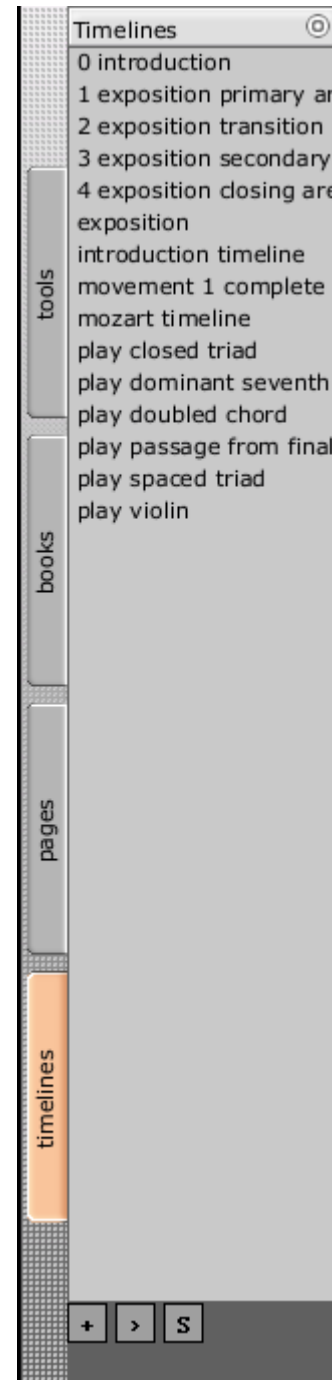 Timelines
0 introduction
1 exposition primary ar
2 exposition transition
3 exposition secondary
4 exposition closing are
exposition
introduction timeline
movement 1 complete
mozart timeline
play closed triad
play dominant seventh
play doubled chord
play passage from final
play spaced triad
play violin
tools
books
pages
timelines
+ > S